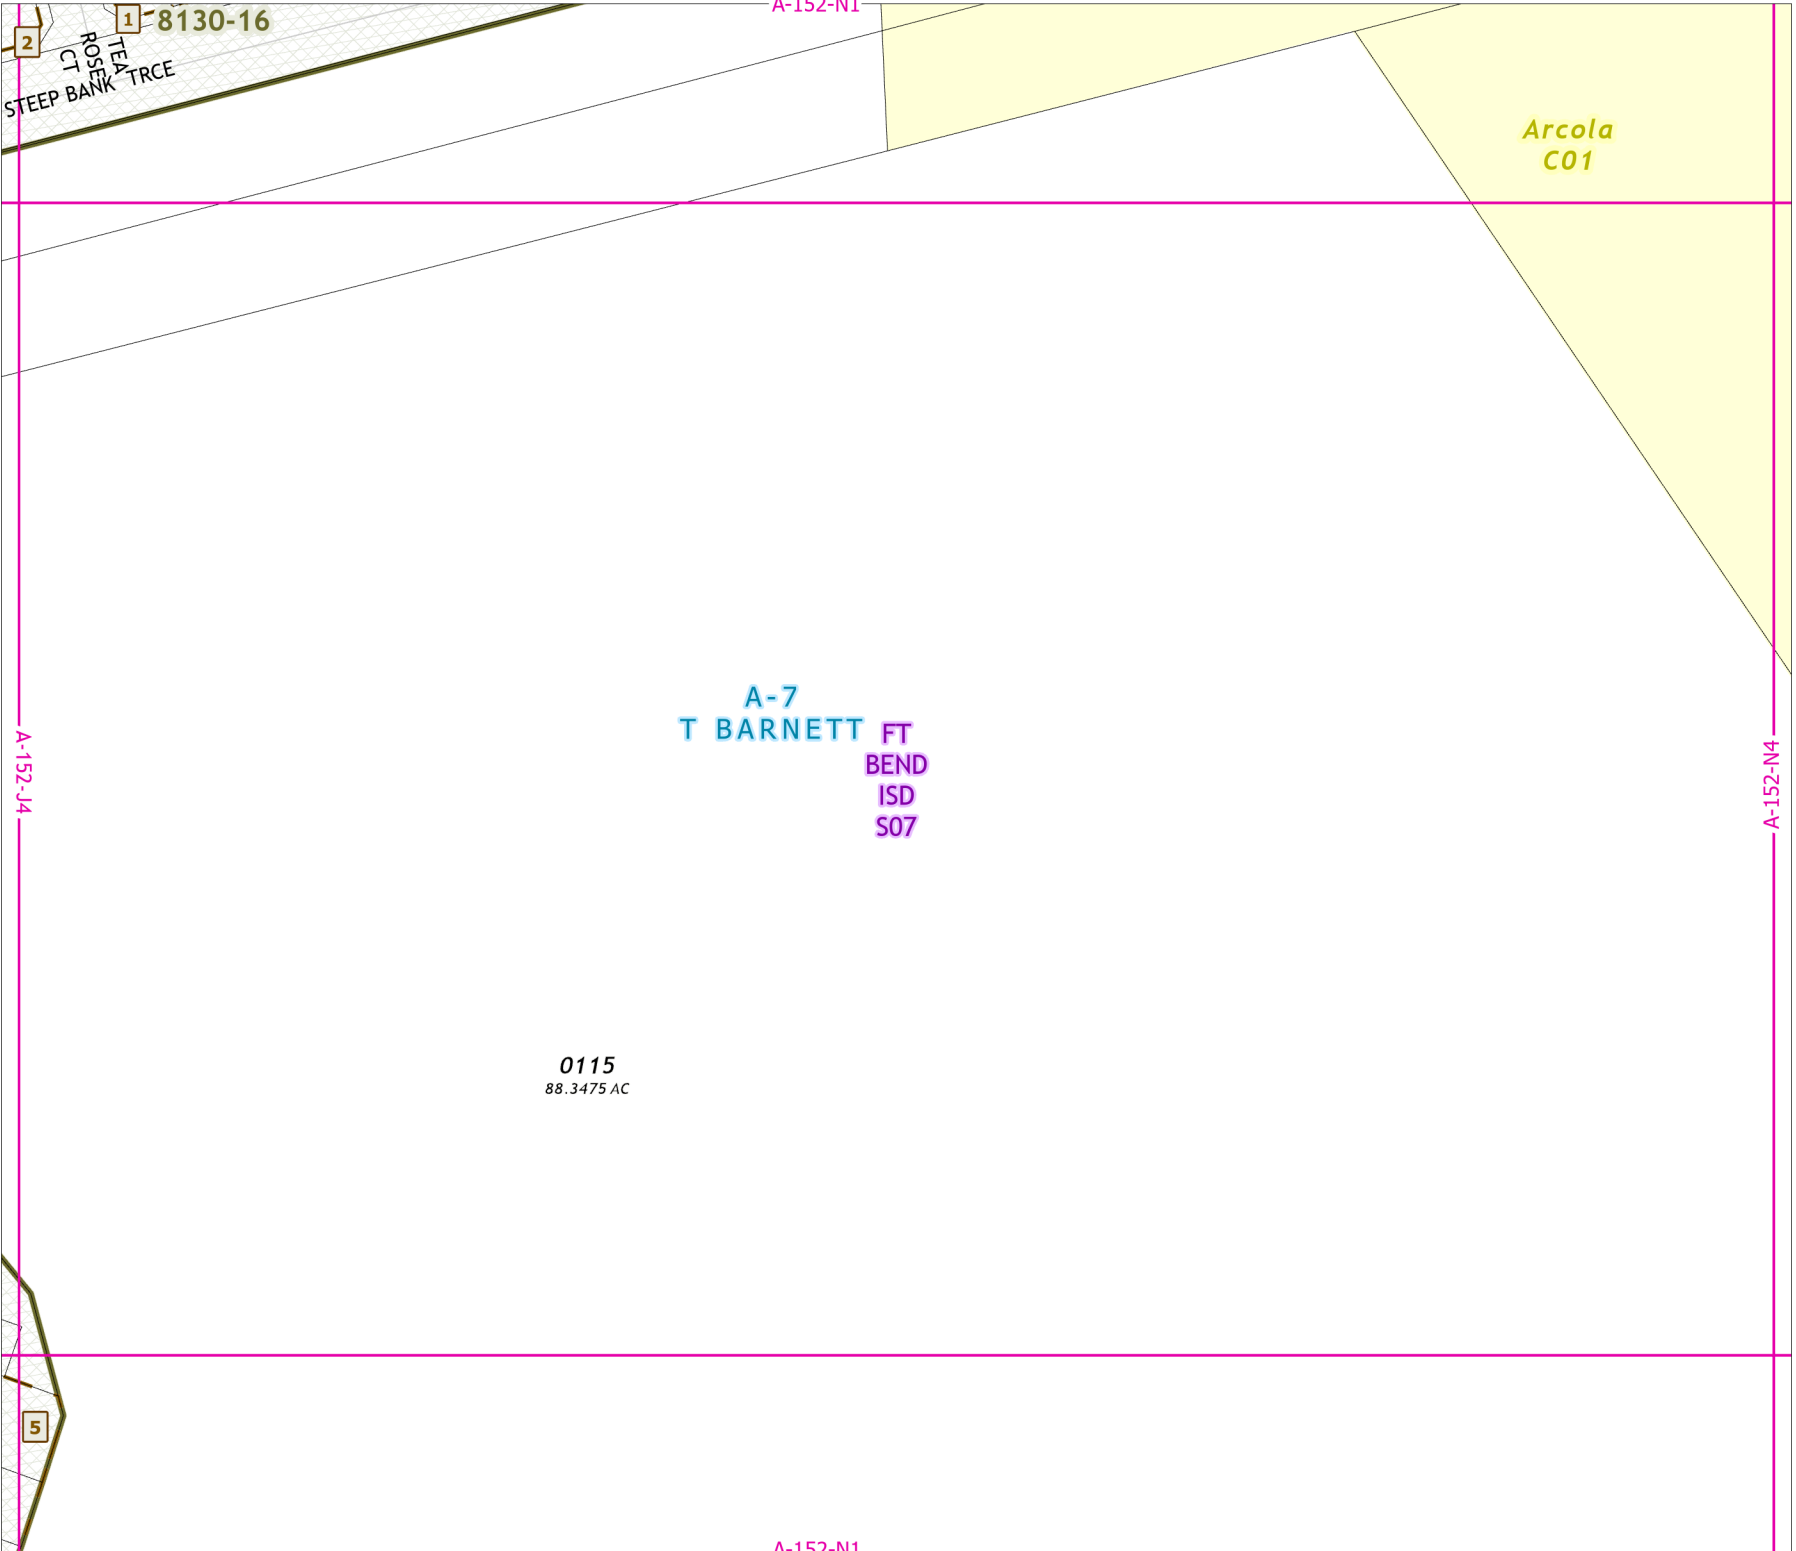 A-152-N1
1
8130-16
2
TEA
ROSE
CT
STEEP BANK TRCE
Arcola
C01
A-7
T BARNETT
FT
BEND
ISD
S07
A-152-J4
A-152-N4
0115
88.3475 AC
5
A-152-N1